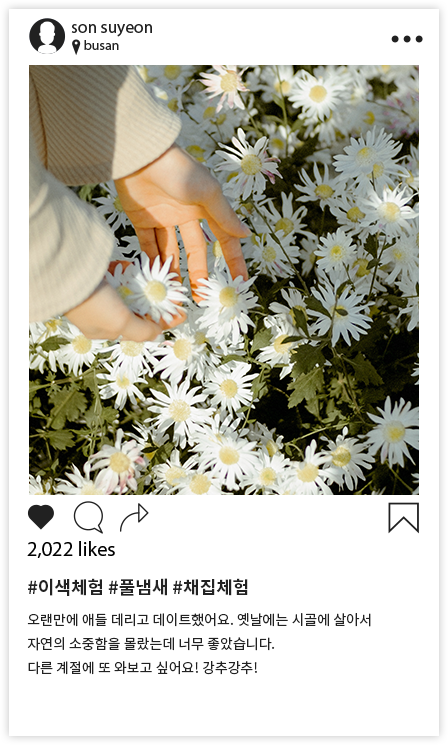 son suyeon
busan
2,022 likes
#이색체험 #풀냄새 #채집체험
오랜만에 애들 데리고 데이트했어요. 옛날에는 시골에 살아서
자연의 소중함을 몰랐는데 너무 좋았습니다.
다른 계절에 또 와보고 싶어요! 강추강추!